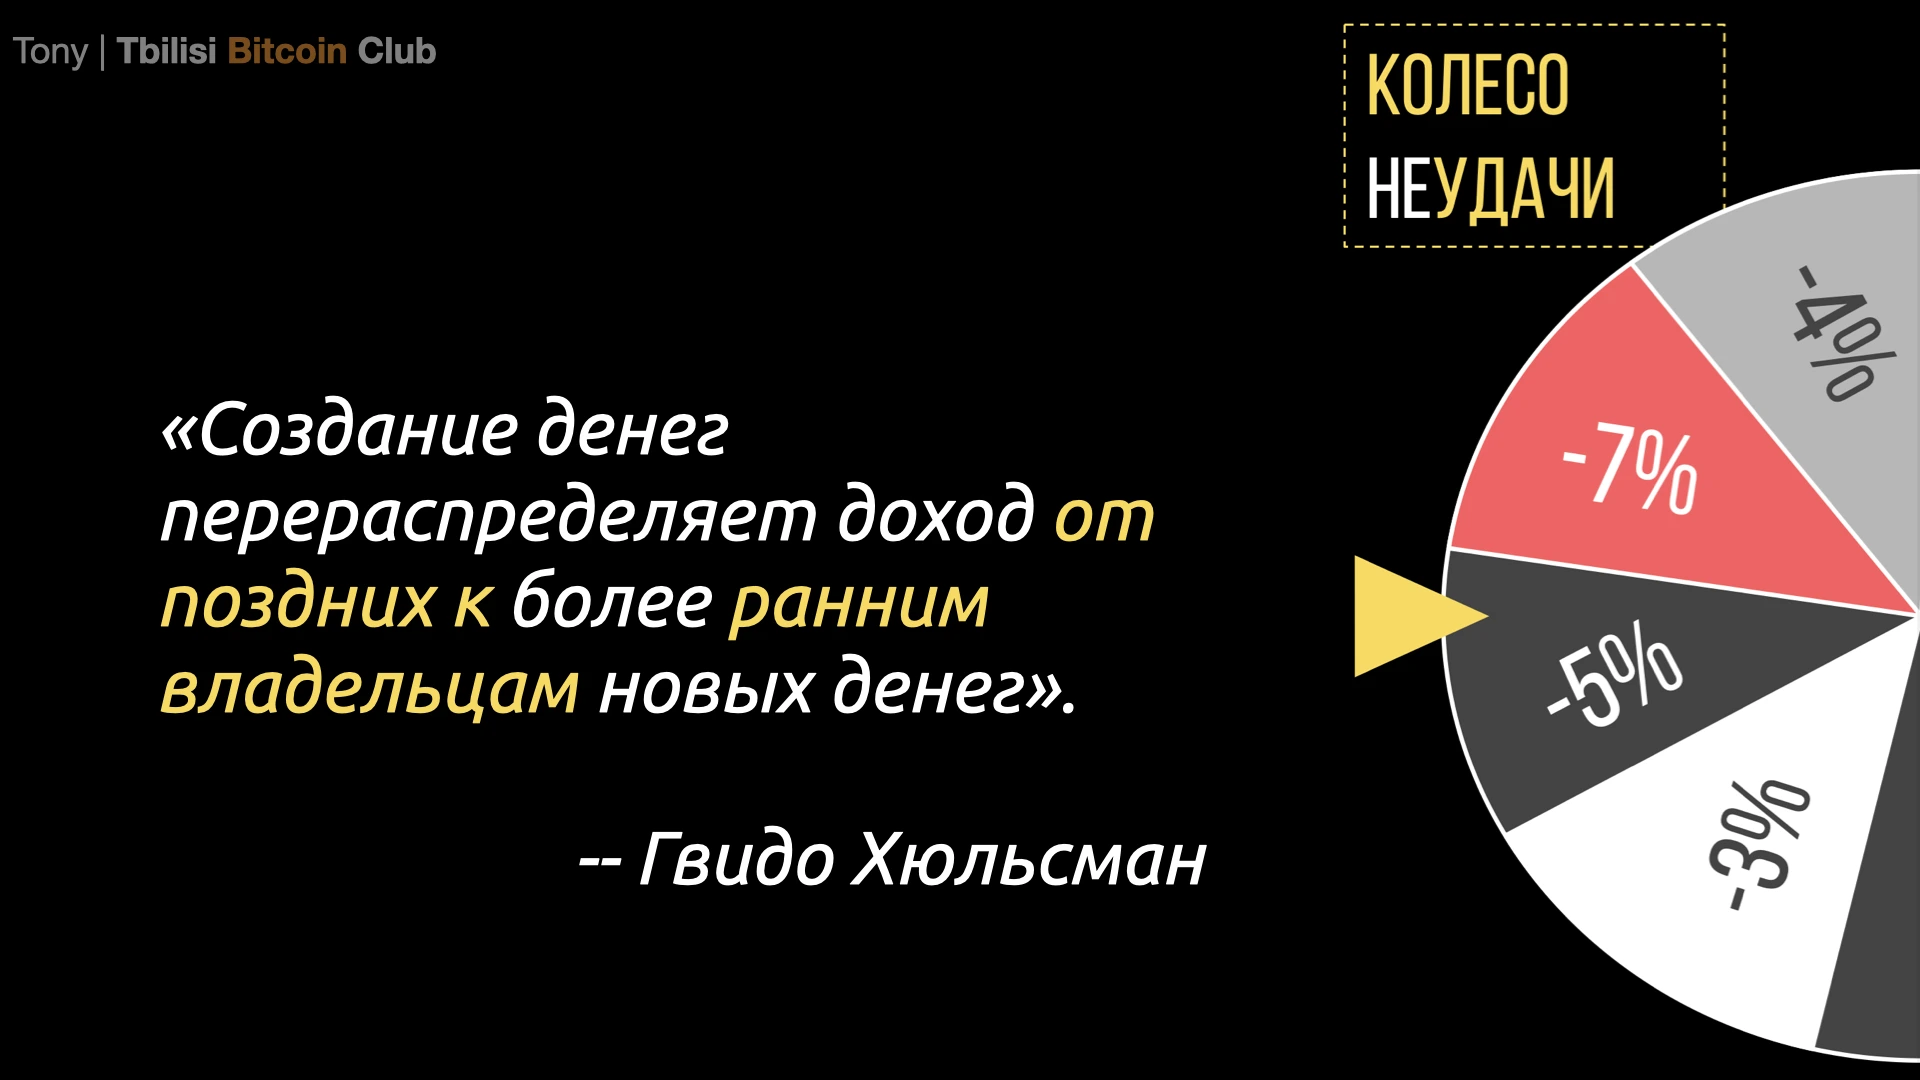 Tony | Tbilisi Bitcoin Club
КОЛЕСО
НЕУДАЧИ
-4%
-7%
-5%
-3%
«Создание денег
перераспределяет доход от
поздних к более ранним
владельцам новых денег».
-- Гвидо Хюльсман